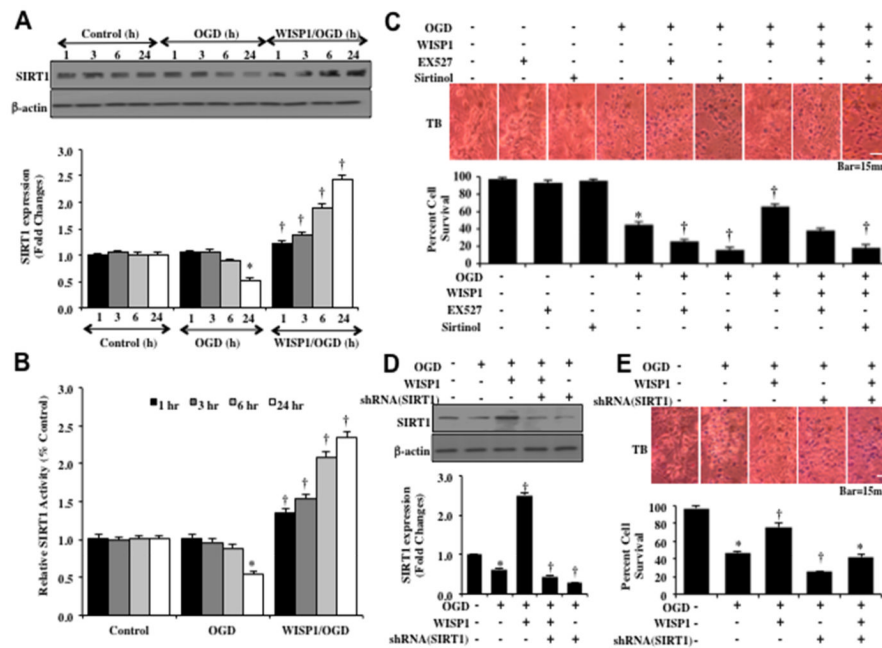 A
Control (h) OGD (h) WISP1/OGD (h)
1 3 6 24 1 3 6 24 1 3 6 24
SIRT1
β-actin
SIRT1 expression
(Fold Changes)
2.5
2.0
1.5
1.0
0.5
0.0
* † † † †
1 3 6 24 1 3 6 24 1 3 6 24
Control (h) OGD (h) WISP1/OGD (h)
B
Relative SIRT1 Activity (% Control)
2.5
2.0
1.5
1.0
0.5
0.0
1 hr 3 hr 6 hr 24 hr
* † † † †
Control OGD WISP1/OGD
C
OGD - - - + + + + + +
WISP1 - - - - - - + + +
EX527 - + - - + - - + -
Sirtinol - - + - - + - - +
TB
Bar=15m
Percent Cell
Survival
100
80
60
40
20
0
* † † † †
OGD - - - + + + + + +
WISP1 - - - - - - + + +
EX527 - + - - + - - + -
Sirtinol - - + - - + - - +
D
OGD - + + + +
WISP1 - - + + -
shRNA(SIRT1) - - - + +
SIRT1
β-actin
SIRT1 expression
(Fold Changes)
3.0
2.0
1.0
0.0
* † † †
OGD - + + + +
WISP1 - - + + -
shRNA(SIRT1) - - - + +
E
OGD - + + + +
WISP1 - - + - +
shRNA(SIRT1) - - - + +
TB
Bar=15m
Percent Cell
Survival
100
80
60
40
20
0
* † † *
OGD - + + + +
WISP1 - - + - +
shRNA(SIRT1) - - - + +